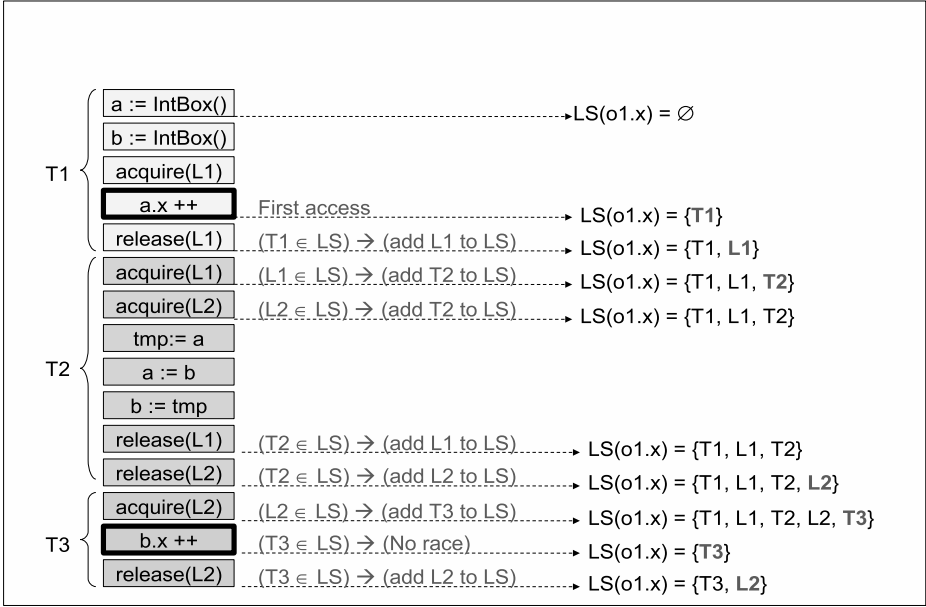 a := IntBox() LS(o1.x) = ∅
b := IntBox()
T1 acquire(L1)
a.x ++ First access LS(o1.x) = {T1}
release(L1) (T1 ∈ LS) → (add L1 to LS) LS(o1.x) = {T1, L1}
acquire(L1) (L1 ∈ LS) → (add T2 to LS) LS(o1.x) = {T1, L1, T2}
acquire(L2) (L2 ∈ LS) → (add T2 to LS) LS(o1.x) = {T1, L1, T2}
tmp:= a
T2 a := b
b := tmp
release(L1) (T2 ∈ LS) → (add L1 to LS) LS(o1.x) = {T1, L1, T2}
release(L2) (T2 ∈ LS) → (add L2 to LS) LS(o1.x) = {T1, L1, T2, L2}
acquire(L2) (L2 ∈ LS) → (add T3 to LS) LS(o1.x) = {T1, L1, T2, L2, T3}
T3 b.x ++ (T3 ∈ LS) → (No race) LS(o1.x) = {T3}
release(L2) (T3 ∈ LS) → (add L2 to LS) LS(o1.x) = {T3, L2}